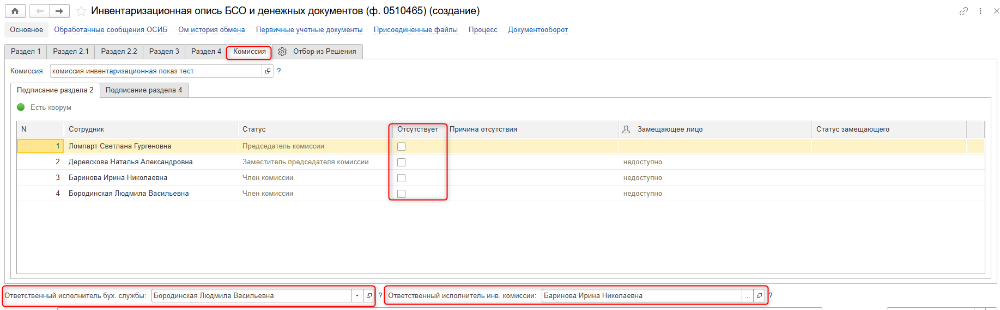 Инвентаризационная опись БСО и денежных документов (ф. 0510465) (создание)
Основное Обработанные сообщения ОСИБ Ом история обмена Первичные учетные документы Присоединенные файлы Процесс Документооборот
Раздел 1 Раздел 2.1 Раздел 2.2 Раздел 3 Раздел 4 Комиссия Отбор из Решения
Комиссия: комиссия инвентаризационная показ тест ?
Подписание раздела 2 Подписание раздела 4
Есть кворум
N Сотрудник Статус Отсутствует Причина отсутствия Замещающее лицо Статус замещающего
1 Ломпарт Светлана Гургеновна Председатель комиссии
2 Деревскова Наталья Александровна Заместитель председателя комиссии недоступно
3 Баринова Ирина Николаевна Член комиссии недоступно
4 Бородинская Людмила Васильевна Член комиссии недоступно
Ответственный исполнитель бух. службы: Бородинская Людмила Васильевна ? Ответственный исполнитель инв. комиссии: Баринова Ирина Николаевна ... ?